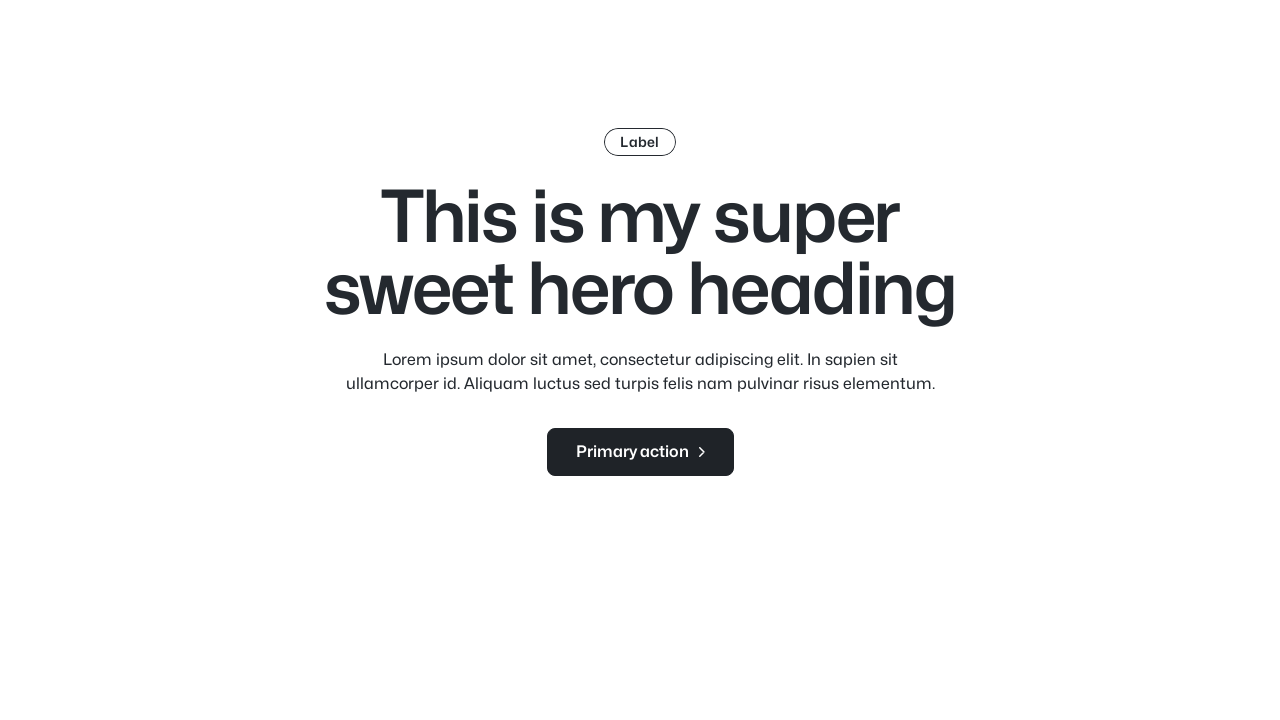 Label
This is my super
sweet hero heading
Lorem ipsum dolor sit amet, consectetur adipiscing elit. In sapien sit
ullamcorper id. Aliquam luctus sed turpis felis nam pulvinar risus elementum.
Primary action